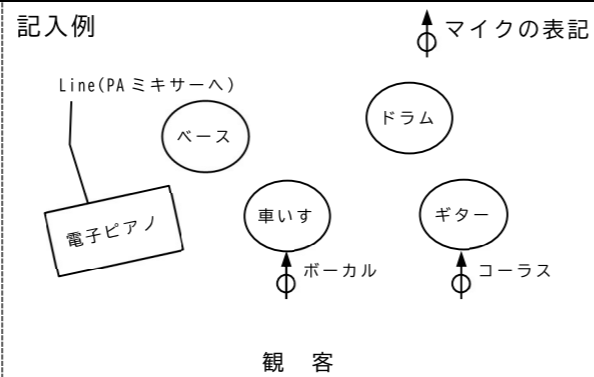 記入例
マイクの表記
Line(PAミキサーへ)
ベース
ドラム
電子ピアノ
車いす
ギター
ボーカル
コーラス
観 客